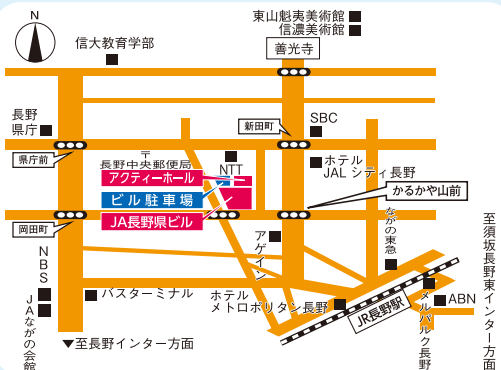 N
東山魁夷美術館
信濃美術館
信大教育学部
善光寺
長野
県庁
新田町
SBC
県庁前
〒
長野中央郵便局
NTT
ホテル
JAL シティ長野
アクティーホール
ビル駐車場
JA長野県ビル
かるかや山前
岡田町
アゲイン
ながの東急
至須坂長野東インター方面
NBS
JAながの会館
バスターミナル
ホテル
メトロポリタン長野
JR長野駅
メルパルク長野
ABN
▼至長野インター方面